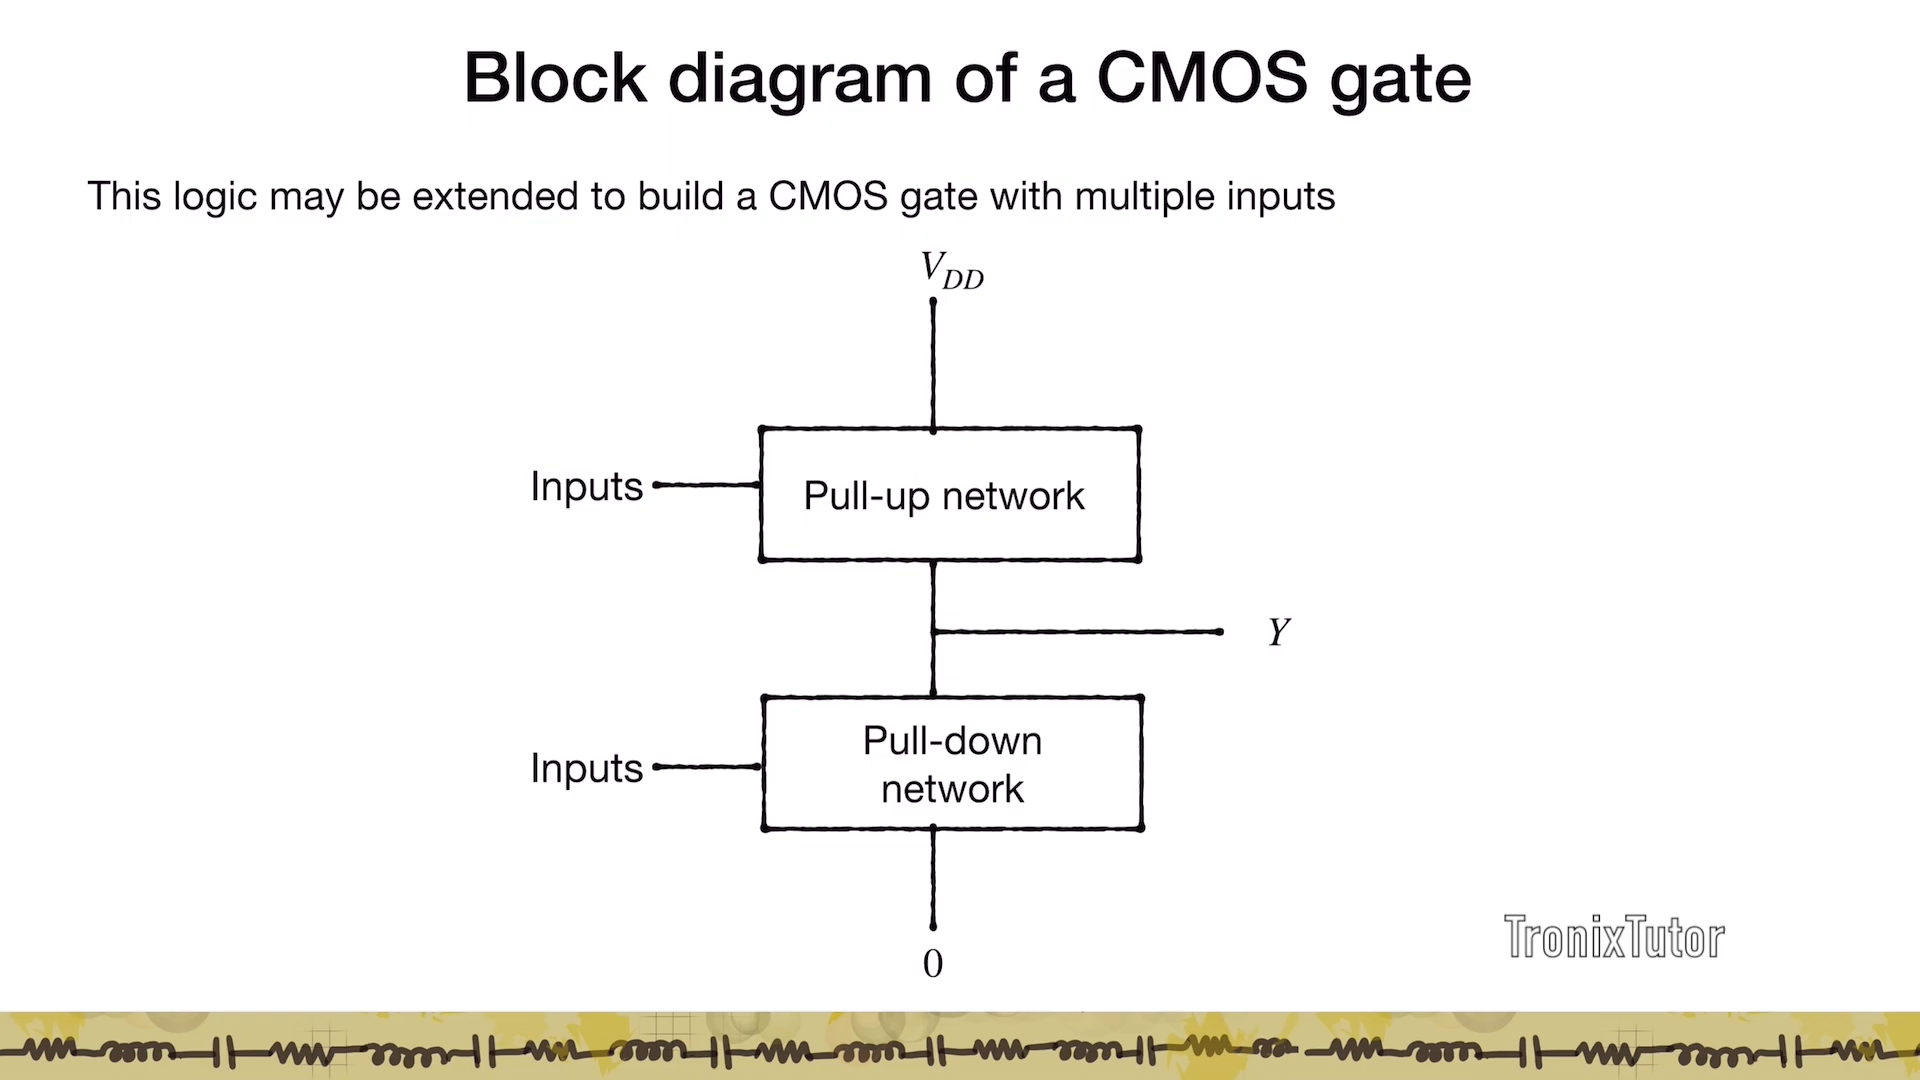 Block diagram of a CMOS gate
This logic may be extended to build a CMOS gate with multiple inputs
V_DD
Inputs
Pull-up network
Y
Pull-down
network
Inputs
0
TronixTutor